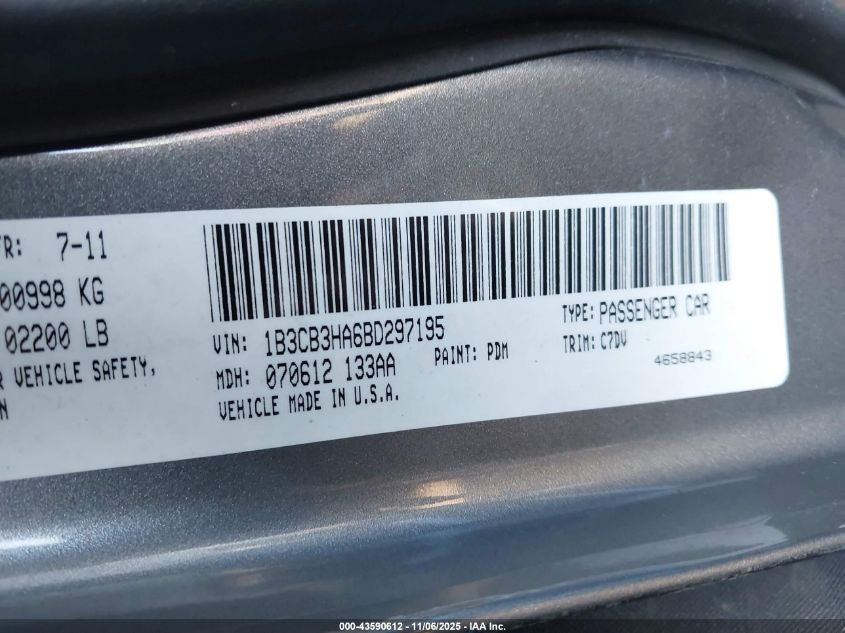 TR: 7-11
00998 KG
02200 LB
R VEHICLE SAFETY,
N
VIN: 1B3CB3HA6BD297195
TYPE: PASSENGER CAR
MDH: 070612 133AA
PAINT: PDM
TRIM: C7DV
VEHICLE MADE IN U.S.A.
4658843
000-43590612 - 11/06/2025 - IAA Inc.